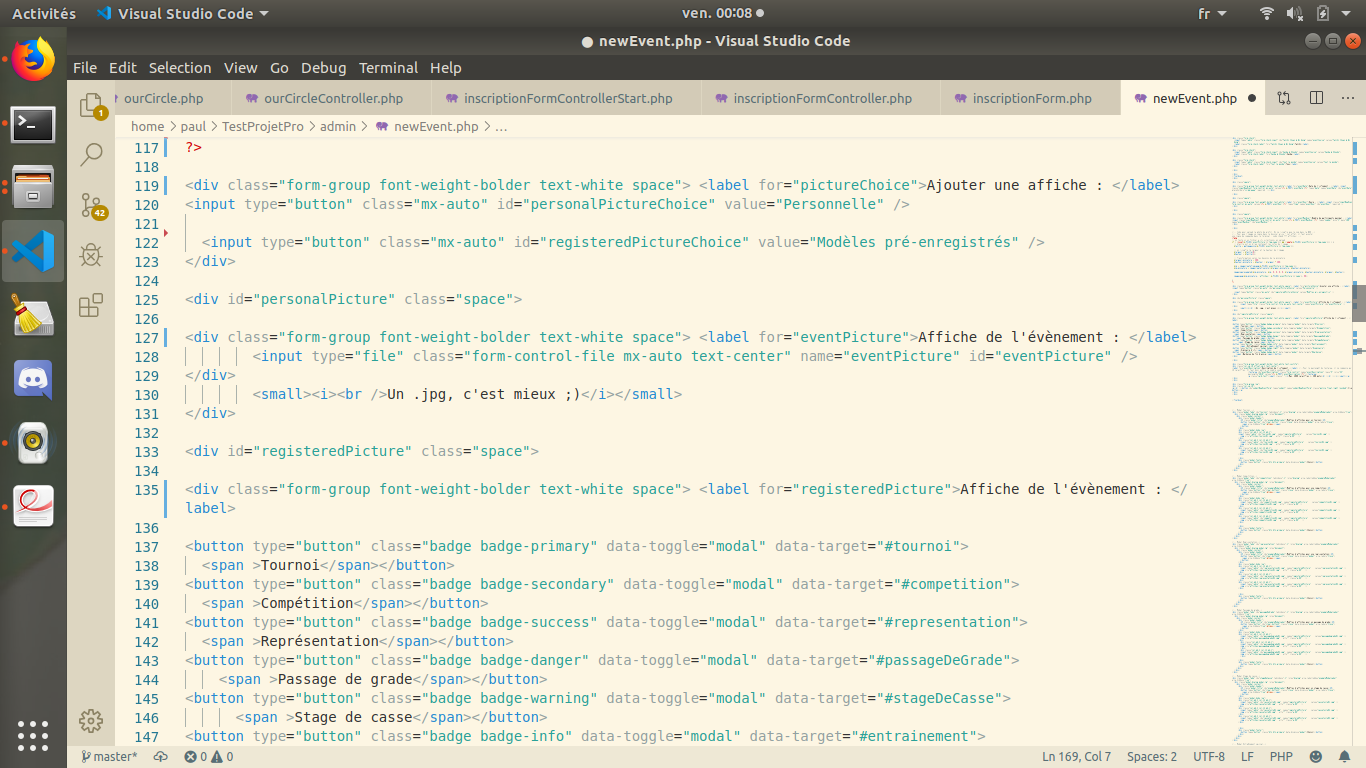 Activités Visual Studio Code ven. 00:08 fr
newEvent.php - Visual Studio Code
File Edit Selection View Go Debug Terminal Help
ourCircle.php ourCircleController.php inscriptionFormControllerStart.php inscriptionFormController.php inscriptionForm.php newEvent.php
1
home > paul > TestProjetPro > admin > newEvent.php > ...
42
117 ?>
118
119 <div class="form-group font-weight-bolder text-white space"> <label for="pictureChoice">Ajouter une affiche : </label>
120 <input type="button" class="mx-auto" id="personalPictureChoice" value="Personnelle" />
121
122 <input type="button" class="mx-auto" id="registeredPictureChoice" value="Modèles pré-enregistrés" />
123 </div>
124
125 <div id="personalPicture" class="space">
126
127 <div class="form-group font-weight-bolder text-white space"> <label for="eventPicture">Affiche de l'évènement : </label>
128 <input type="file" class="form-control-file mx-auto text-center" name="eventPicture" id="eventPicture" />
129 </div>
130 <small><i><br />Un .jpg, c'est mieux ;)</i></small>
131 </div>
132
133 <div id="registeredPicture" class="space">
134
135 <div class="form-group font-weight-bolder text-white space"> <label for="registeredPicture">Affiche de l'évènement : </
label>
136
137 <button type="button" class="badge badge-primary" data-toggle="modal" data-target="#tournoi">
138 <span >Tournoi</span></button>
139 <button type="button" class="badge badge-secondary" data-toggle="modal" data-target="#competition">
140 <span >Compétition</span></button>
141 <button type="button" class="badge badge-success" data-toggle="modal" data-target="#representation">
142 <span >Représentation</span></button>
143 <button type="button" class="badge badge-danger" data-toggle="modal" data-target="#passageDeGrade">
144 <span >Passage de grade</span></button>
145 <button type="button" class="badge badge-warning" data-toggle="modal" data-target="#stageDeCasse">
146 <span >Stage de casse</span></button>
147 <button type="button" class="badge badge-info" data-toggle="modal" data-target="#entrainement">
master* 0 0 Ln 169, Col 7 Spaces: 2 UTF-8 LF PHP